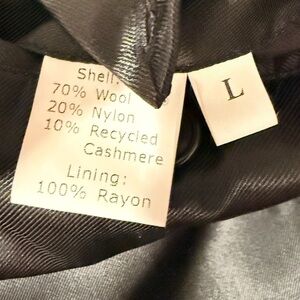 Shell:
70% Wool
20% Nylon
10% Recycled
Cashmere
Lining:
100% Rayon
L